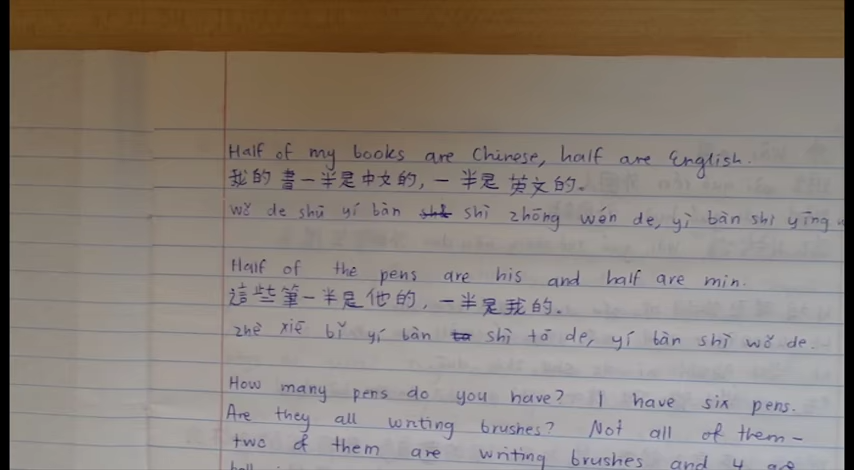 Half of my books are Chinese, half are English.
我的書一半是中文的, 一半是英文的。
wǒ de shū yí bàn shì zhōng wén de, yì bàn shì yīng
Half of the pens are his and half are min.
這些筆一半是他的, 一半是我的。
zhè xiē bǐ yí bàn shì tā de, yí bàn shì wǒ de.
How many pens do you have? I have six pens.
Are they all writing brushes? Not all of them-
two of them are writing brushes and 4 are